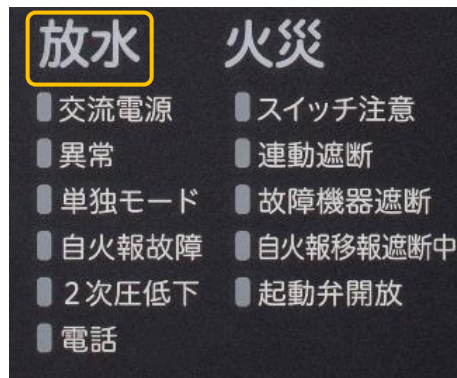 放水 火災
交流電源 スイッチ注意
異常 連動遮断
単独モード 故障機器遮断
自火報故障 自火報移報遮断中
2次圧低下 起動弁開放
電話